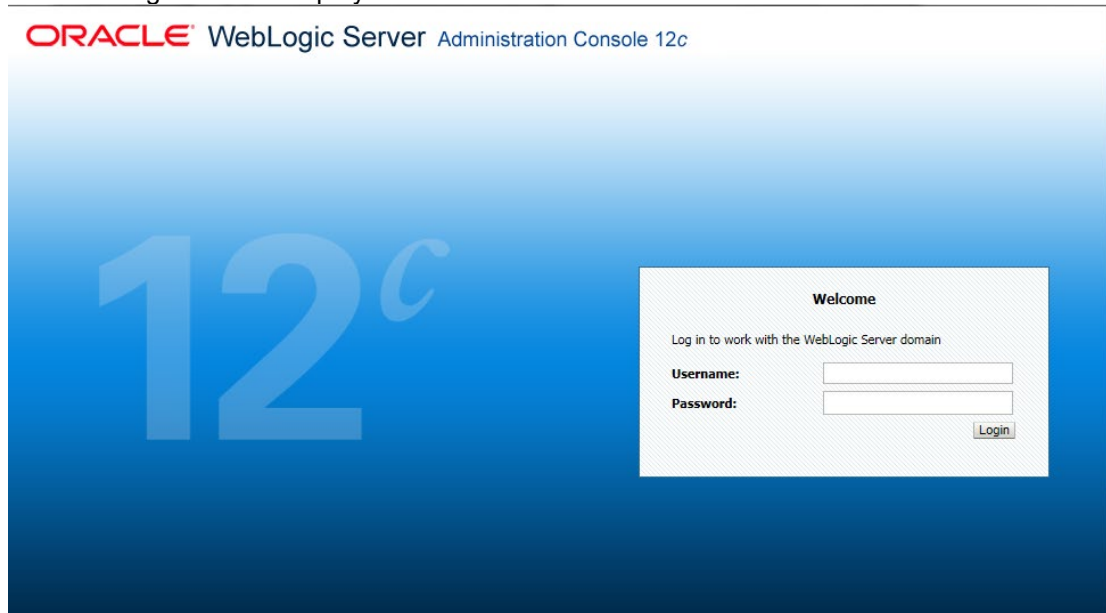 ORACLE WebLogic Server Administration Console 12c
12c
Welcome
Log in to work with the WebLogic Server domain
Username:
Password:
Login